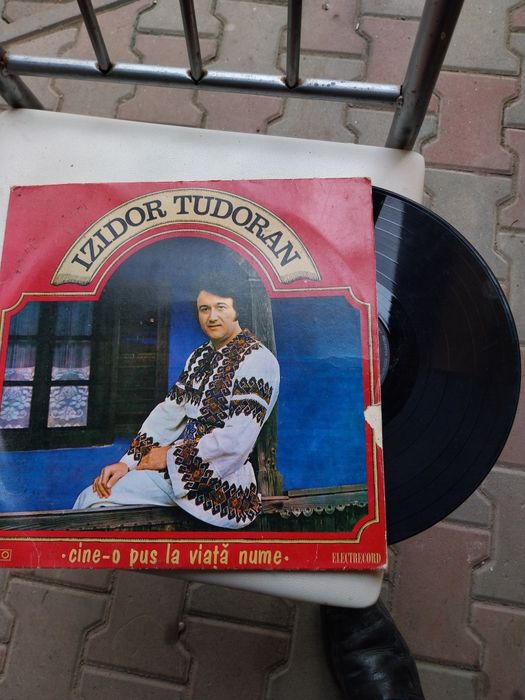 IZIDOR TUDORAN
·cine-o pus la viață nume·
ELECTRECORD